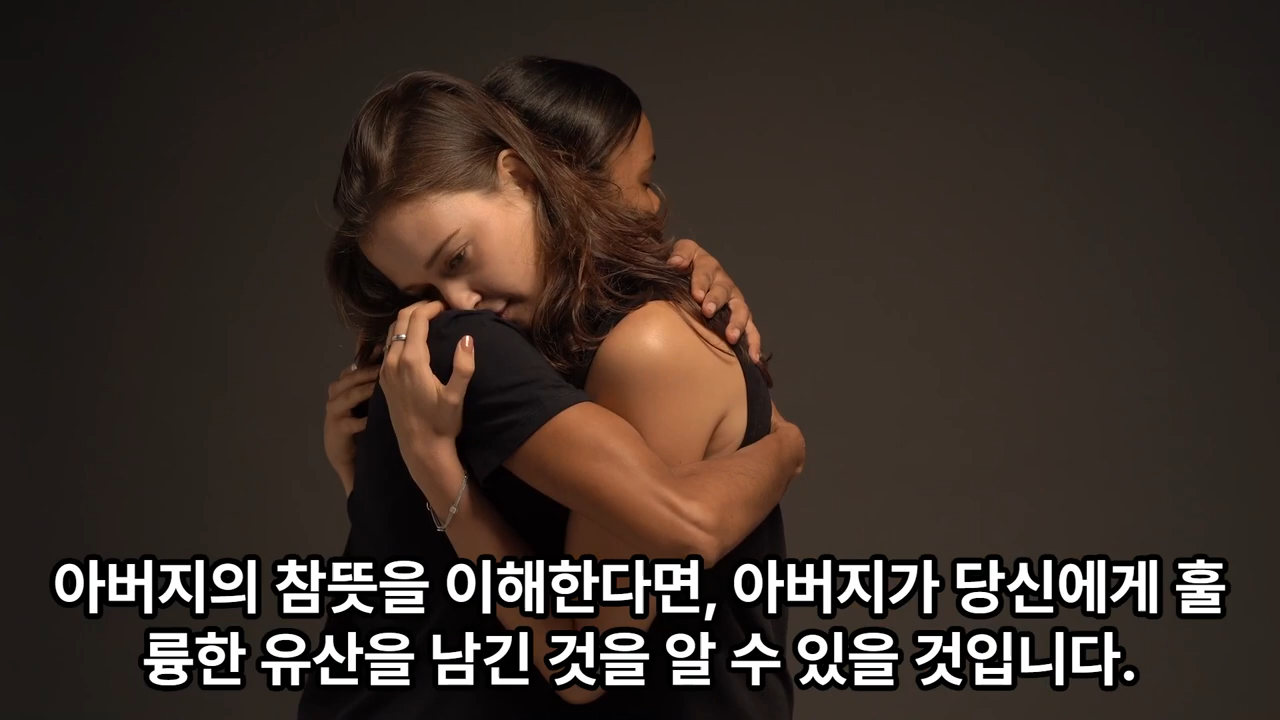 아버지의 참뜻을 이해한다면, 아버지가 당신에게 훌
륭한 유산을 남긴 것을 알 수 있을 것입니다.